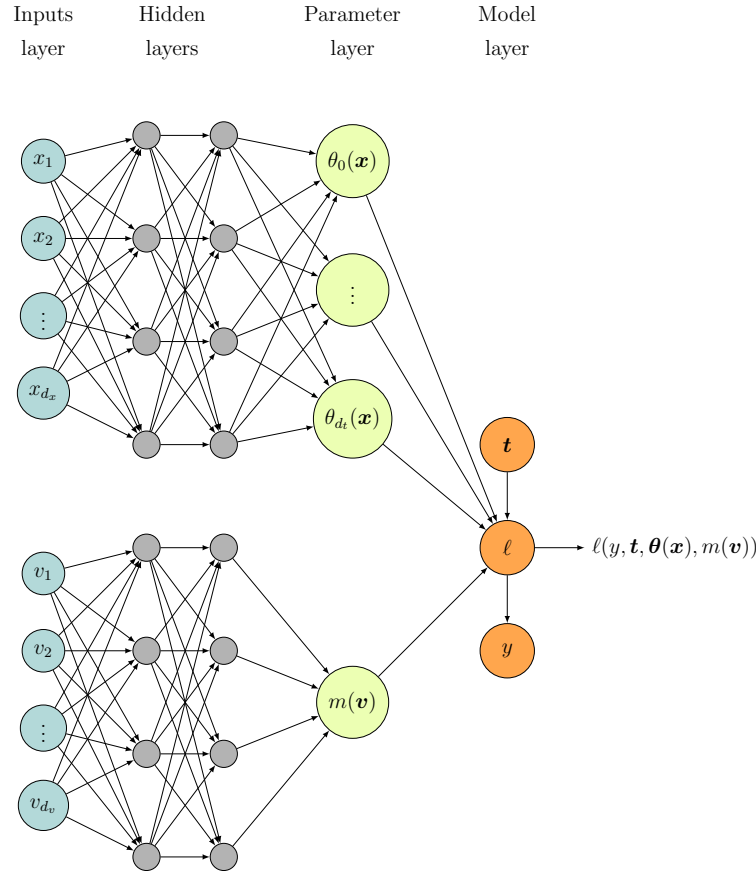 Inputs layer
Hidden layers
Parameter layer
Model layer
x₁
x₂
⋮
x_{d_x}
θ₀(𝒙)
⋮
θ_{d_t}(𝒙)
𝒕
ℓ
ℓ(y, 𝒕, 𝜽(𝒙), m(𝒗))
y
v₁
v₂
⋮
v_{d_v}
m(𝒗)